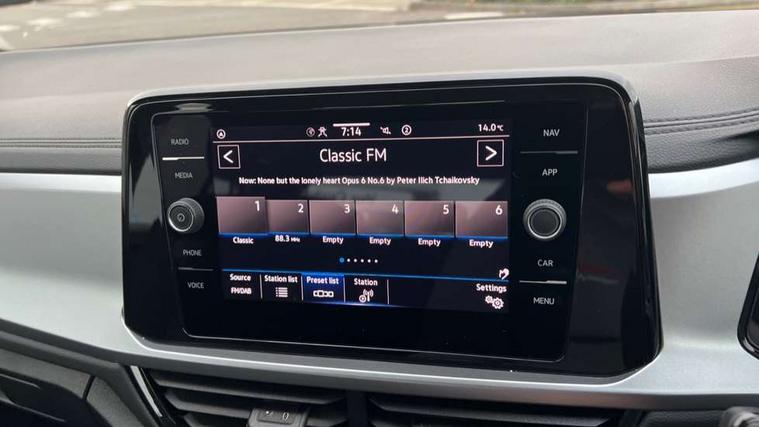 RADIO
MEDIA
PHONE
VOICE
7:14
2
14.0°C
<
Classic FM
>
Now: None but the lonely heart Opus 6 No.6 by Peter Ilich Tchaikovsky
1 2 3 4 5 6
Classic 88.3 MHz Empty Empty Empty Empty
Source Station list Preset list Station Settings
FM/DAB
NAV
APP
CAR
MENU
0